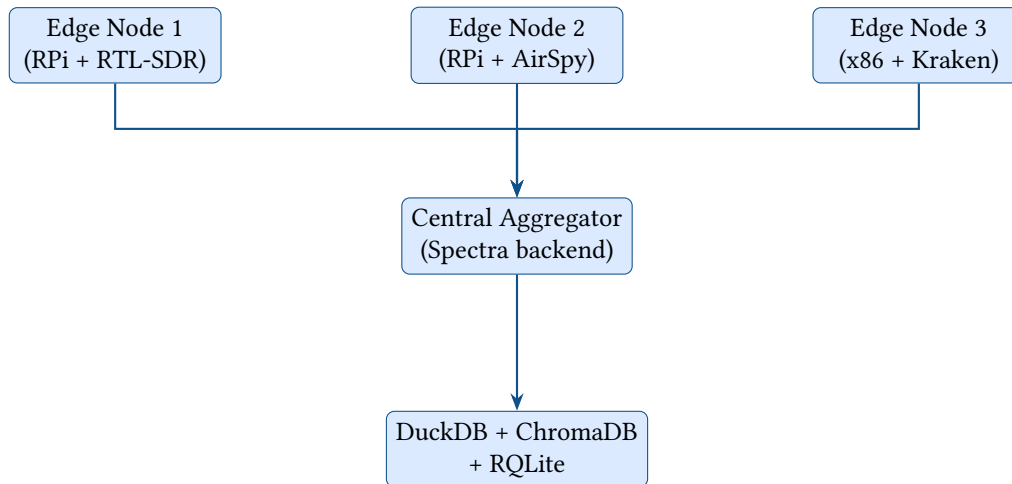 Edge Node 1
(RPi + RTL-SDR)
Edge Node 2
(RPi + AirSpy)
Edge Node 3
(x86 + Kraken)
Central Aggregator
(Spectra backend)
DuckDB + ChromaDB
+ RQLite